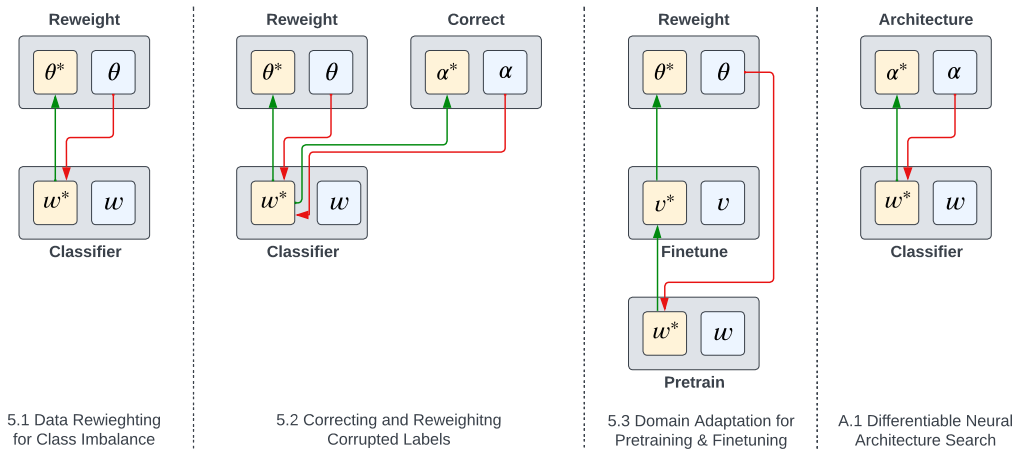 Reweight
θ* θ
w* w
Classifier
5.1 Data Rewieghting
for Class Imbalance
Reweight Correct
θ* θ α* α
w* w
Classifier
5.2 Correcting and Reweighitng
Corrupted Labels
Reweight
θ* θ
v* v
Finetune
w* w
Pretrain
5.3 Domain Adaptation for
Pretraining & Finetuning
Architecture
α* α
w* w
Classifier
A.1 Differentiable Neural
Architecture Search